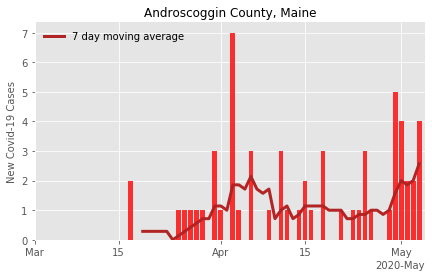 Androscoggin County, Maine
7 day moving average
New Covid-19 Cases
7
6
5
4
3
2
1
0
Mar 15 Apr 15 May
2020-May